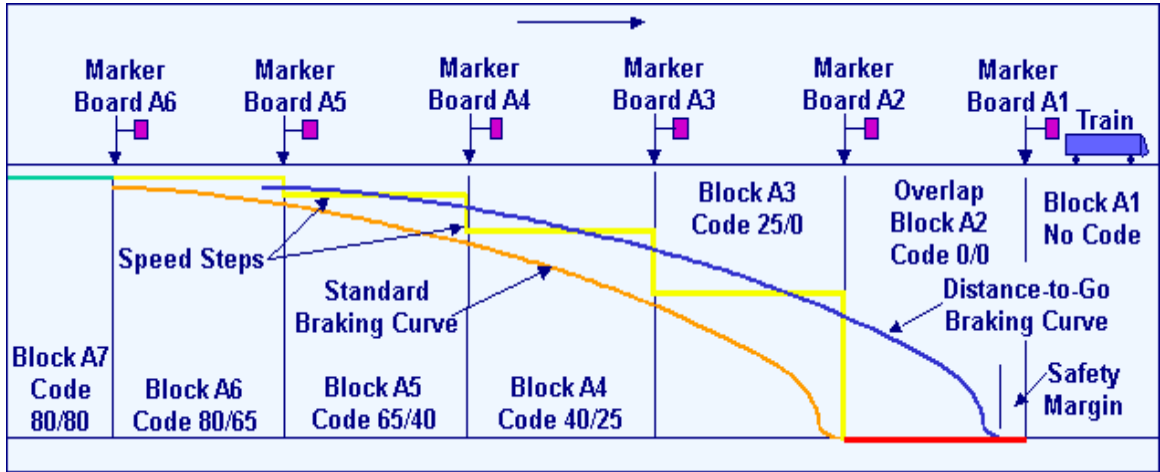 Marker
Board A6
Marker
Board A5
Marker
Board A4
Marker
Board A3
Marker
Board A2
Marker
Board A1
Train
Block A3
Code 25/0
Overlap
Block A2
Code 0/0
Block A1
No Code
Speed Steps
Standard
Braking Curve
Distance-to-Go
Braking Curve
Block A7
Code
80/80
Block A6
Code 80/65
Block A5
Code 65/40
Block A4
Code 40/25
Safety
Margin